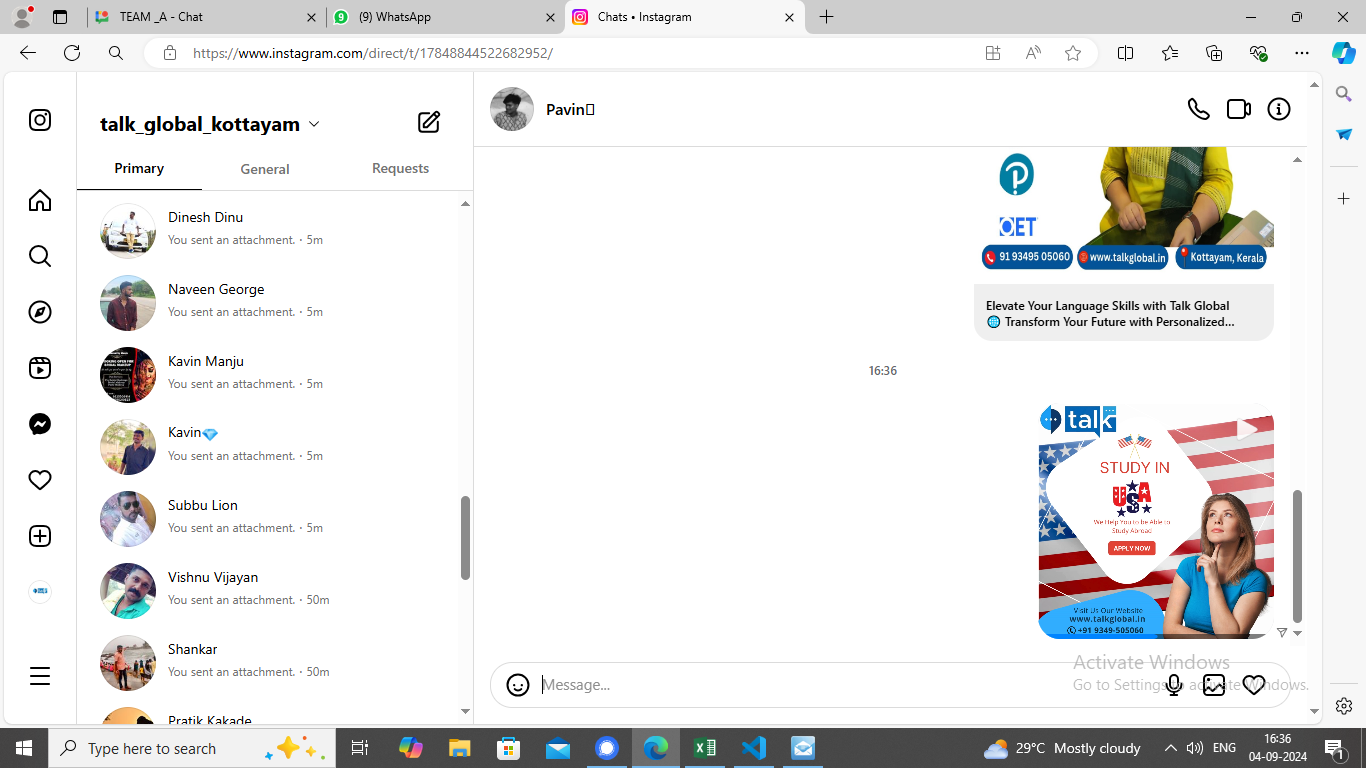 TEAM _A - Chat
(9) WhatsApp
Chats • Instagram
https://www.instagram.com/direct/t/17848844522682952/
talk_global_kottayam
Primary
General
Requests
Dinesh Dinu
You sent an attachment. · 5m
Naveen George
You sent an attachment. · 5m
Kavin Manju
You sent an attachment. · 5m
Kavin💎
You sent an attachment. · 5m
Subbu Lion
You sent an attachment. · 5m
Vishnu Vijayan
You sent an attachment. · 50m
Shankar
You sent an attachment. · 50m
Pratik Kakade
Pavin
OET
91 93495 05060
www.talkglobal.in
Kottayam, Kerala
Elevate Your Language Skills with Talk Global
🌐 Transform Your Future with Personalized...
16:36
talk
STUDY IN
USA
We Help You to be Able to
Study Abroad
APPLY NOW
Visit Us Our Website
www.talkglobal.in
+91 9349-505060
Message...
Activate Windows
Go to Settings to activate Windows.
Type here to search
29°C Mostly cloudy
ENG
16:36
04-09-2024
1